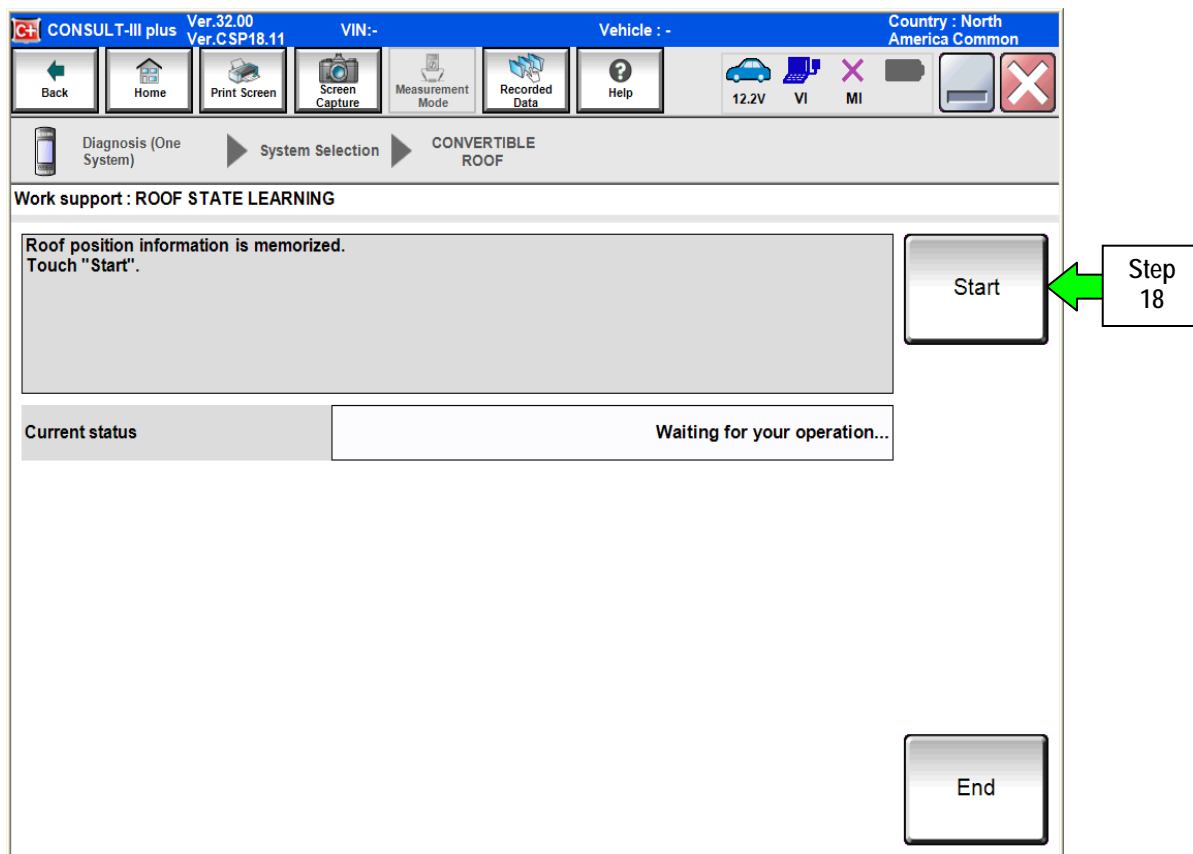 C+ CONSULT-III plus Ver.32.00 VIN:- Vehicle : - Country : North
Ver.CSP18.11 America Common
Back Home Print Screen Screen Capture Measurement Mode Recorded Data Help 12.2V VI MI
Diagnosis (One System) System Selection CONVERTIBLE ROOF
Work support : ROOF STATE LEARNING
Roof position information is memorized.
Touch "Start".
Start
Step
18
Current status Waiting for your operation...
End